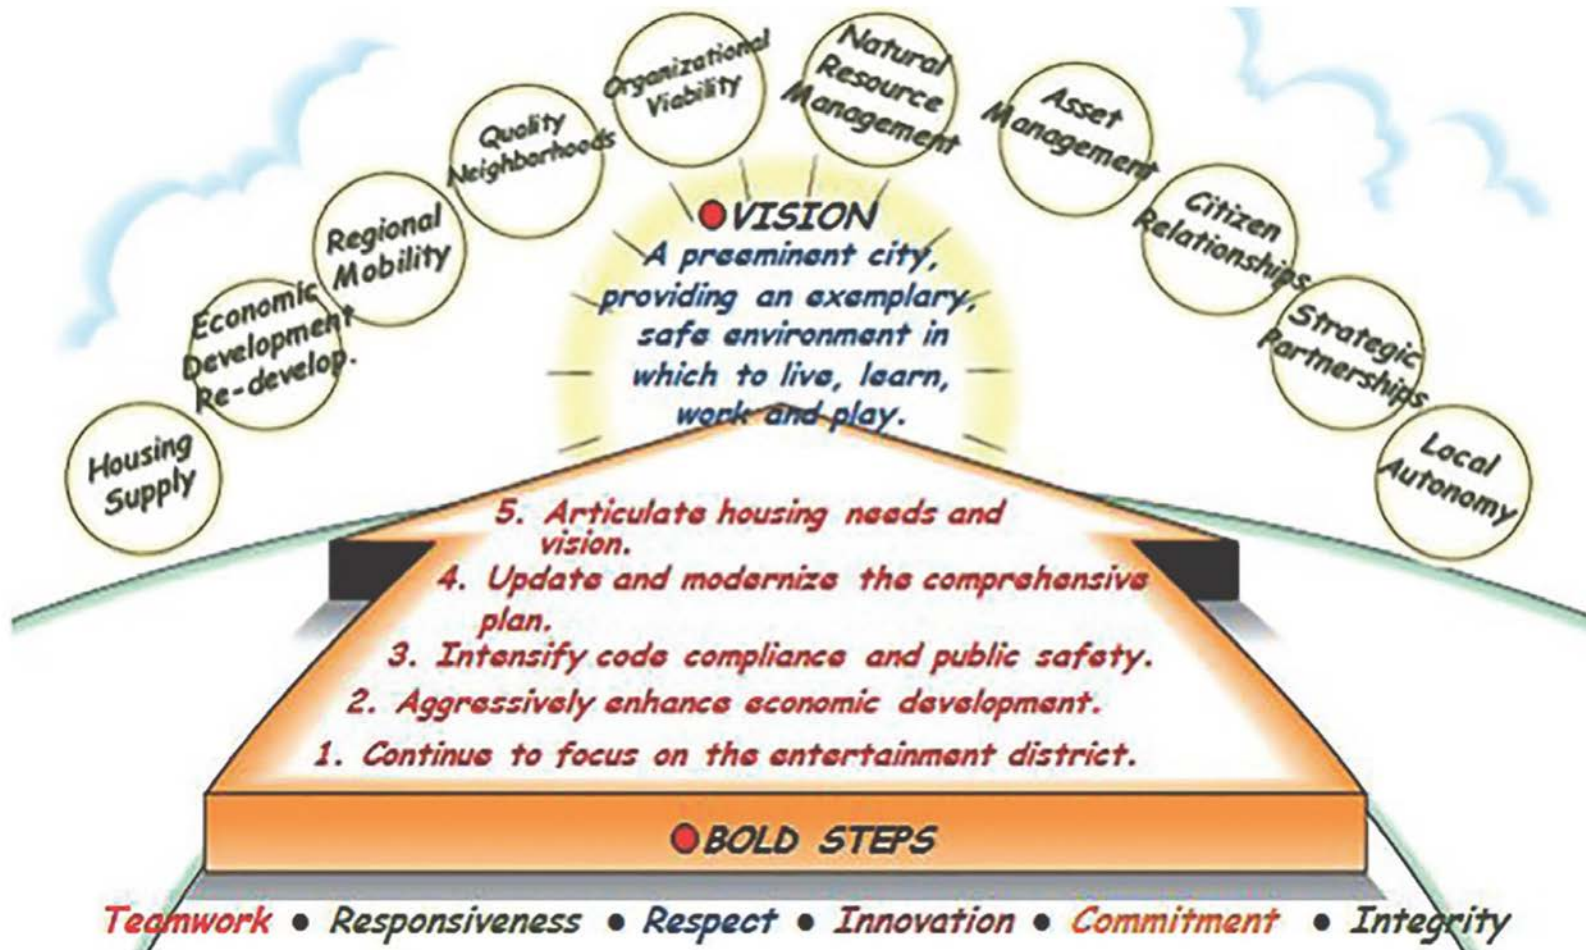 Housing
Supply
Economic
Development
Re-develop.
Regional
Mobility
Quality
Neighborhoods
Organizational
Viability
Natural
Resource
Management
Asset
Management
Citizen
Relationships
Strategic
Partnerships
Local
Autonomy
VISION
A preeminent city,
providing an exemplary,
safe environment in
which to live, learn,
work and play.
5. Articulate housing needs and
vision.
4. Update and modernize the comprehensive
plan.
3. Intensify code compliance and public safety.
2. Aggressively enhance economic development.
1. Continue to focus on the entertainment district.
BOLD STEPS
Teamwork • Responsiveness • Respect • Innovation • Commitment • Integrity